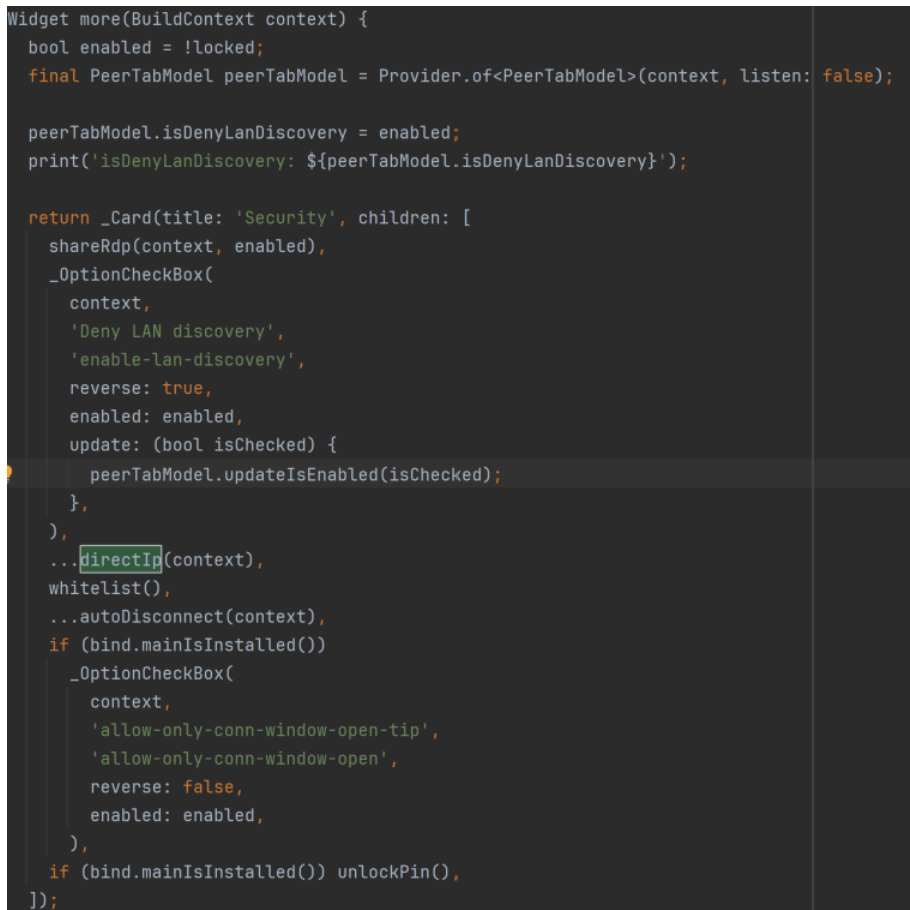 Widget more(BuildContext context) {
  bool enabled = !locked;
  final PeerTabModel peerTabModel = Provider.of<PeerTabModel>(context, listen: false);

  peerTabModel.isDenyLanDiscovery = enabled;
  print('isDenyLanDiscovery: ${peerTabModel.isDenyLanDiscovery}');

  return _Card(title: 'Security', children: [
    shareRdp(context, enabled),
    _OptionCheckBox(
      context,
      'Deny LAN discovery',
      'enable-lan-discovery',
      reverse: true,
      enabled: enabled,
      update: (bool isChecked) {
        peerTabModel.updateIsEnabled(isChecked);
      },
    ),
    ...directIp(context),
    whitelist(),
    ...autoDisconnect(context),
    if (bind.mainIsInstalled())
      _OptionCheckBox(
        context,
        'allow-only-conn-window-open-tip',
        'allow-only-conn-window-open',
        reverse: false,
        enabled: enabled,
      ),
    if (bind.mainIsInstalled()) unlockPin(),
  ]);